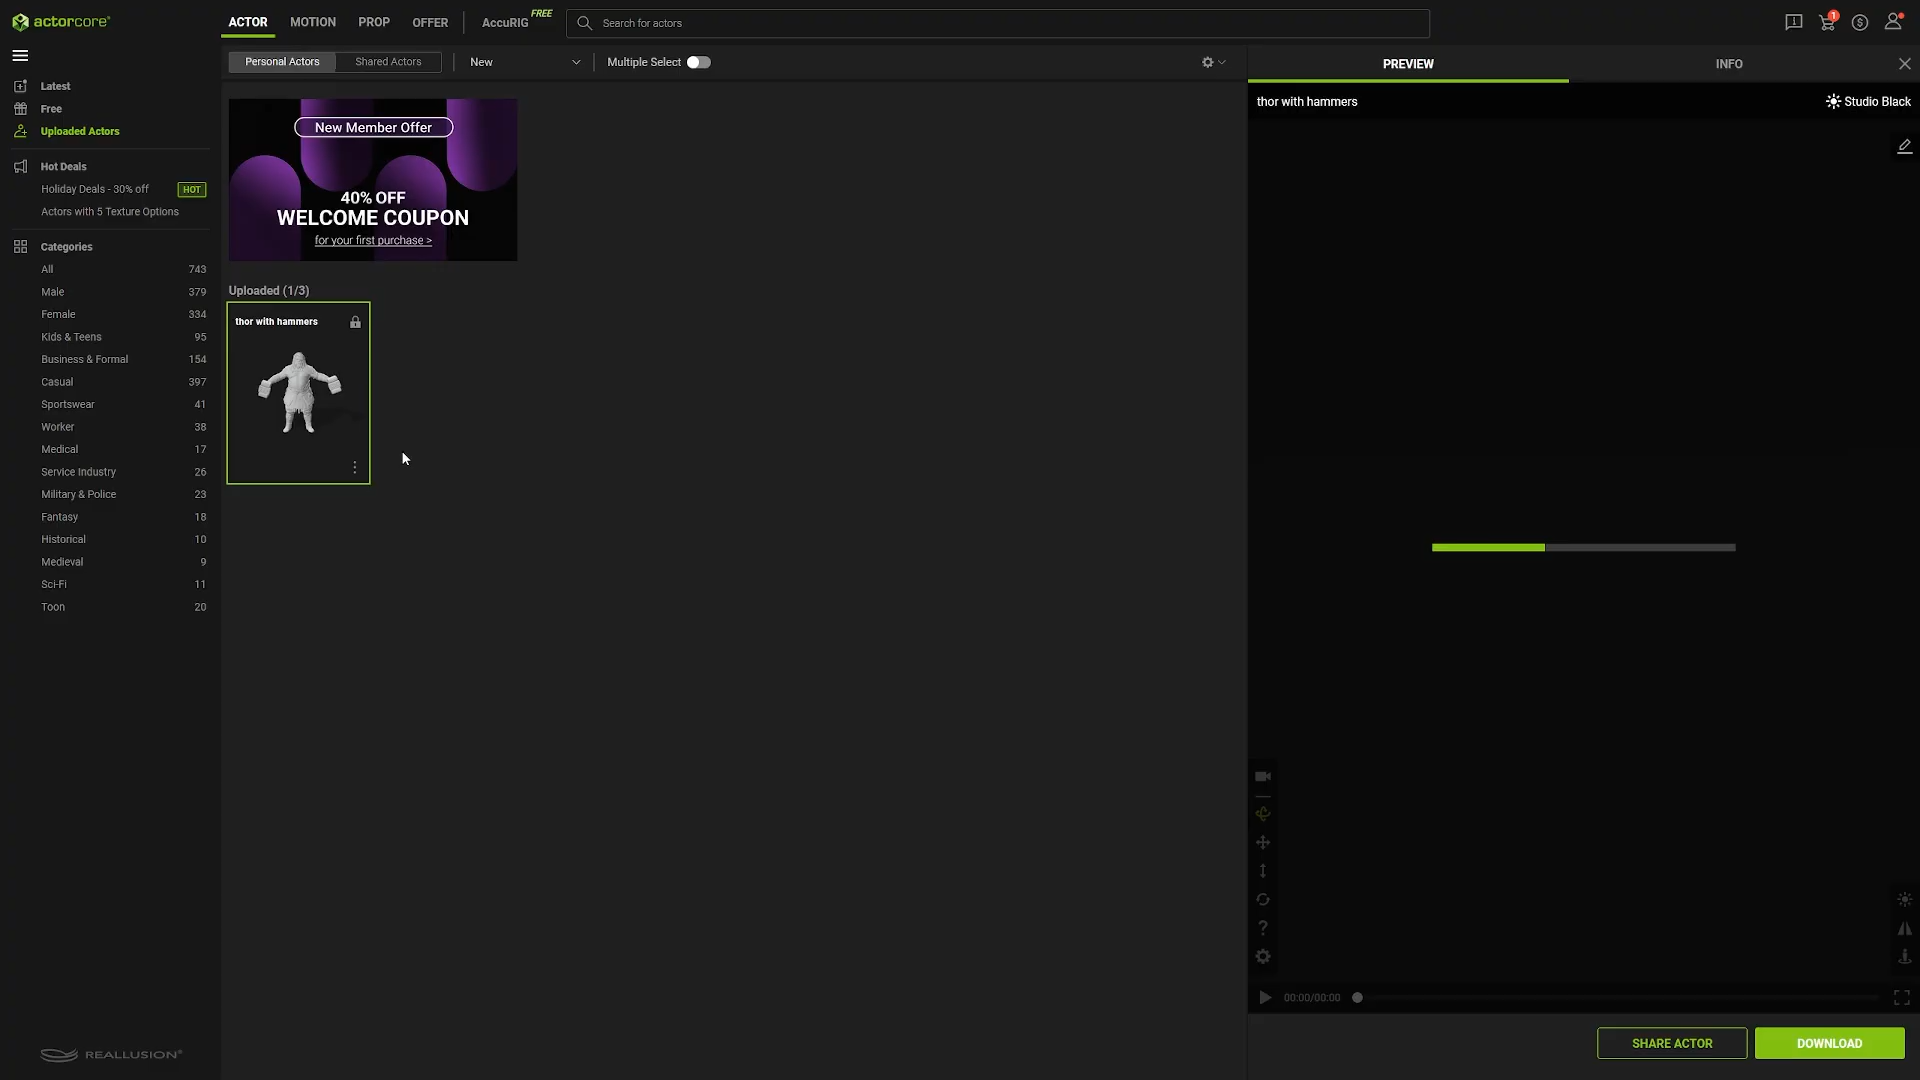 actorcore®
ACTOR
MOTION
PROP
OFFER
AccuRIG
FREE
Search for actors
1
Personal Actors
Shared Actors
New
Multiple Select
Latest
Free
Uploaded Actors
Hot Deals
Holiday Deals - 30% off
HOT
Actors with 5 Texture Options
Categories
All 743
Male 379
Female 334
Kids & Teens 95
Business & Formal 154
Casual 397
Sportswear 41
Worker 38
Medical 17
Service Industry 26
Military & Police 23
Fantasy 18
Historical 10
Medieval 9
Sci-Fi 11
Toon 20
REALLUSION®
New Member Offer
40% OFF
WELCOME COUPON
for your first purchase >
Uploaded (1/3)
thor with hammers
PREVIEW
INFO
thor with hammers
Studio Black
00:00/00:00
SHARE ACTOR
DOWNLOAD